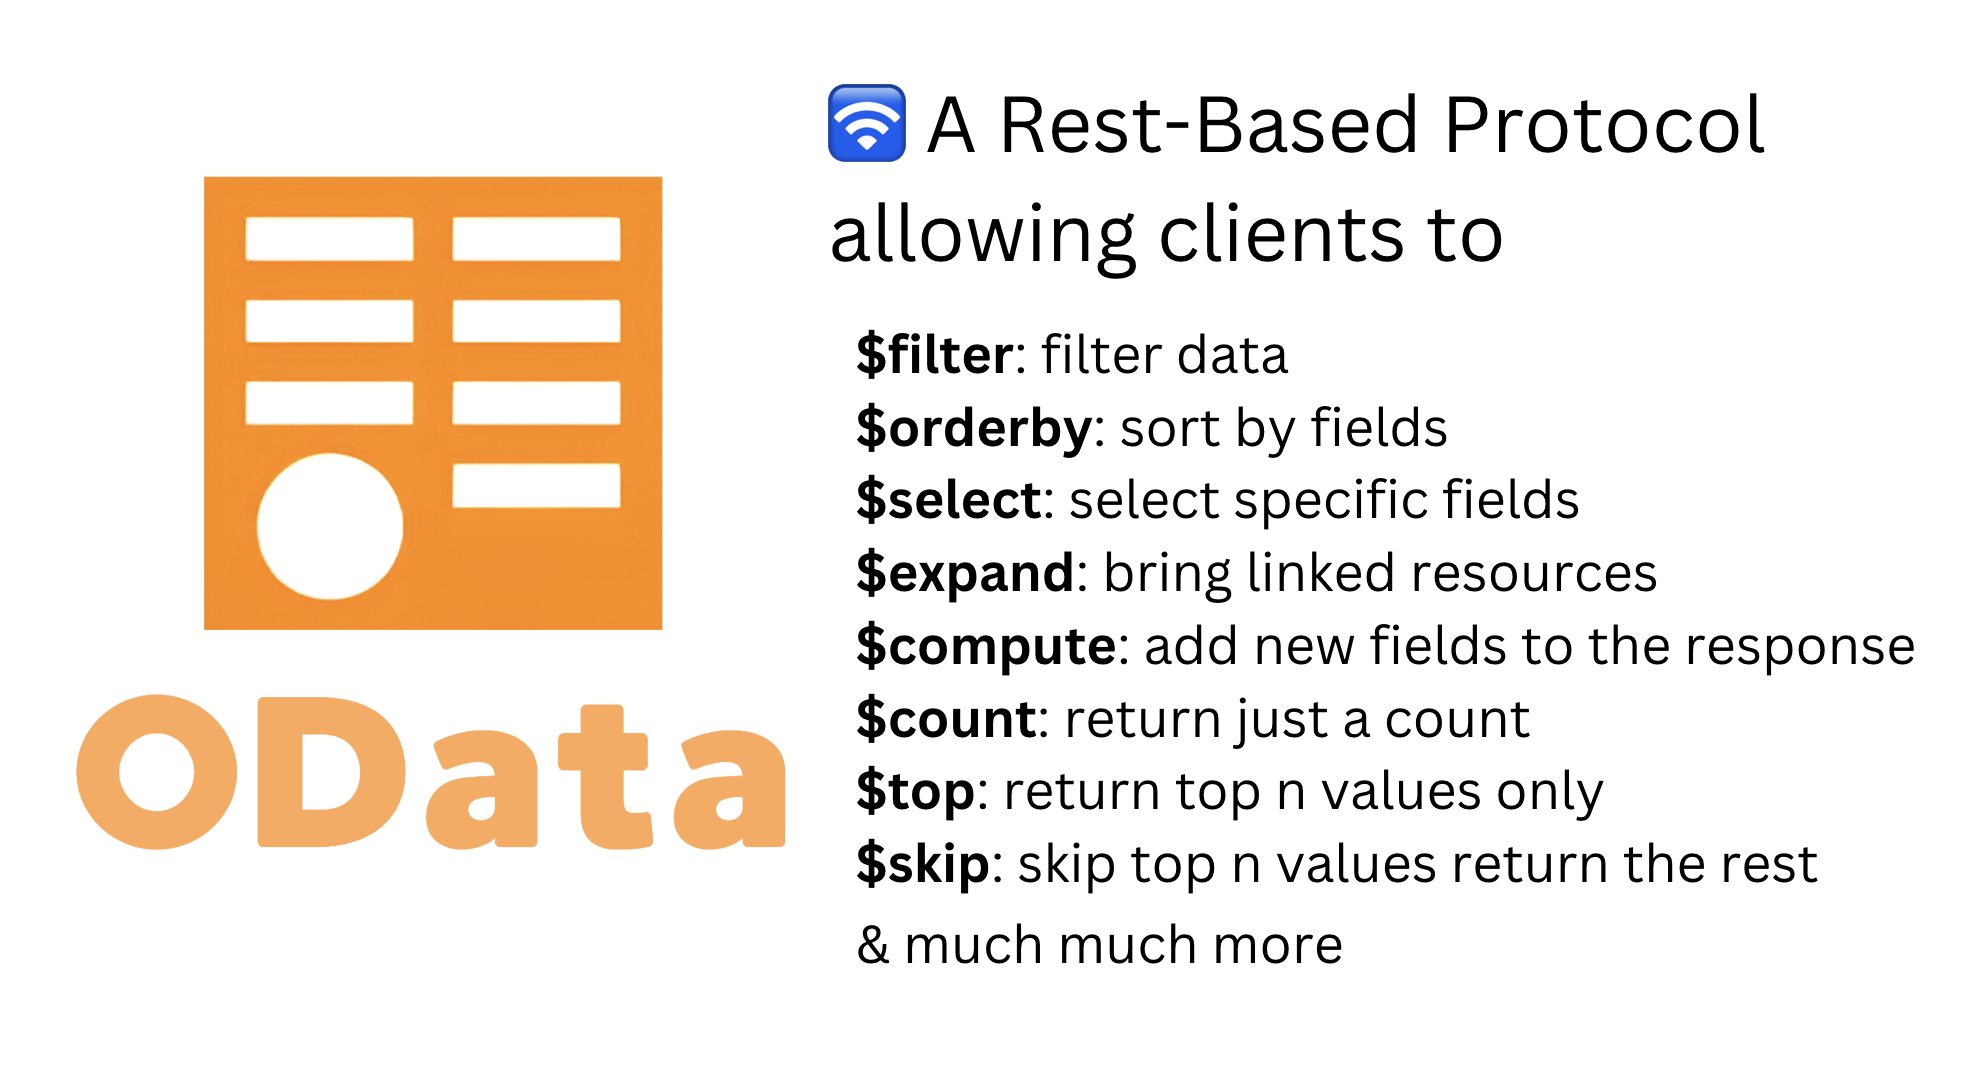 A Rest-Based Protocol
allowing clients to
$filter: filter data
$orderby: sort by fields
$select: select specific fields
$expand: bring linked resources
$compute: add new fields to the response
$count: return just a count
$top: return top n values only
$skip: skip top n values return the rest
& much much more
OData